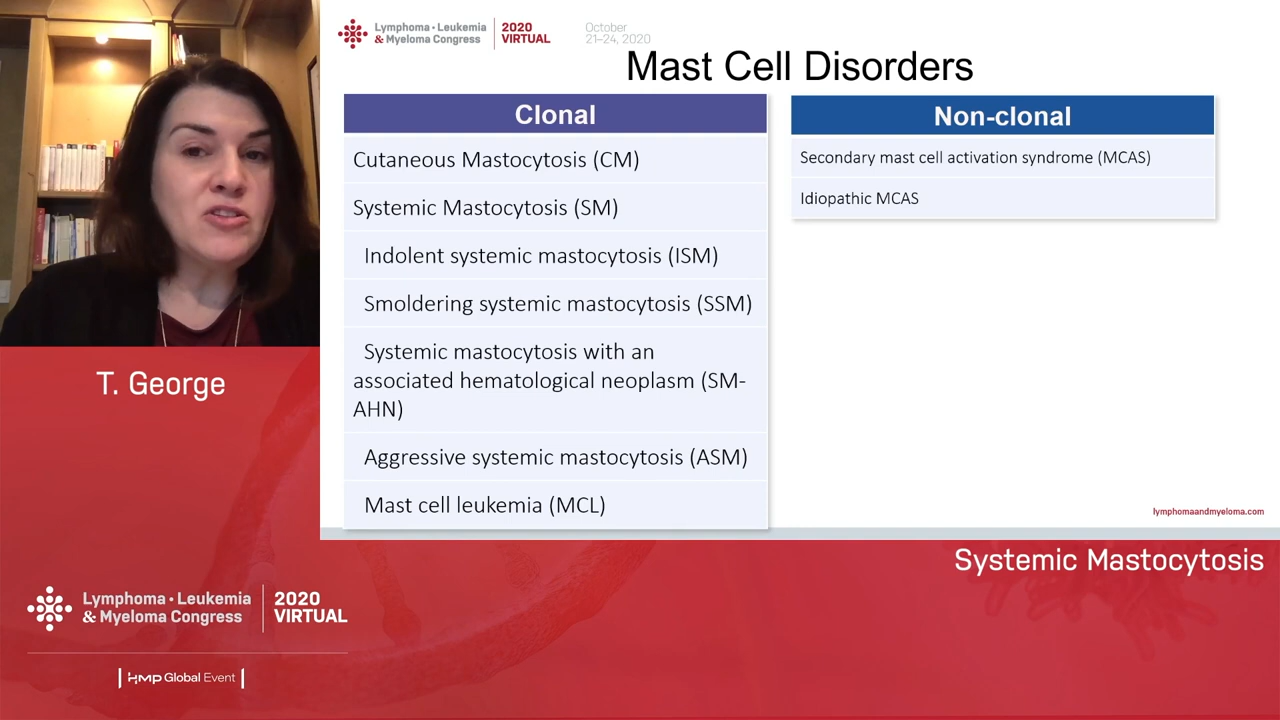 Lymphoma • Leukemia
& Myeloma Congress
2020
VIRTUAL
October
21–24, 2020
Mast Cell Disorders
Clonal
Cutaneous Mastocytosis (CM)
Systemic Mastocytosis (SM)
Indolent systemic mastocytosis (ISM)
Smoldering systemic mastocytosis (SSM)
Systemic mastocytosis with an
associated hematological neoplasm (SM-
AHN)
Aggressive systemic mastocytosis (ASM)
Mast cell leukemia (MCL)
Non-clonal
Secondary mast cell activation syndrome (MCAS)
Idiopathic MCAS
lymphomaandmyeloma.com
T. George
Systemic Mastocytosis
Lymphoma • Leukemia
& Myeloma Congress
2020
VIRTUAL
HMP Global Event